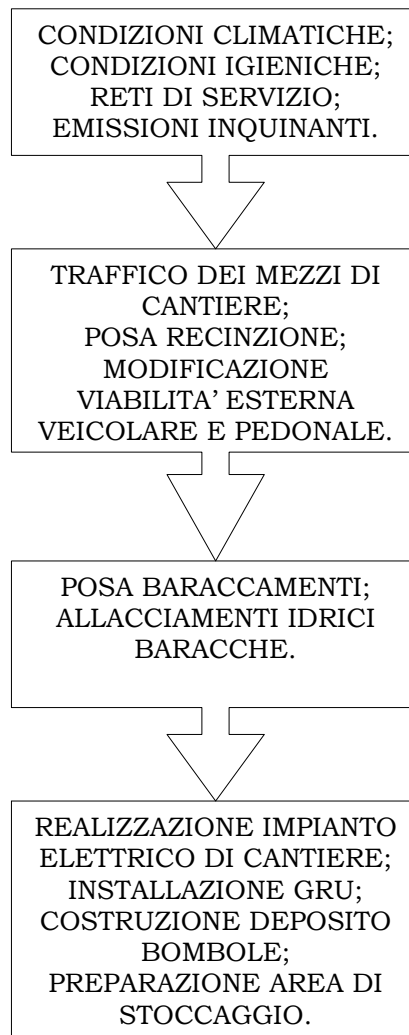 CONDIZIONI CLIMATICHE;
CONDIZIONI IGIENICHE;
RETI DI SERVIZIO;
EMISSIONI INQUINANTI.
TRAFFICO DEI MEZZI DI
CANTIERE;
POSA RECINZIONE;
MODIFICAZIONE
VIABILITA’ ESTERNA
VEICOLARE E PEDONALE.
POSA BARACCAMENTI;
ALLACCIAMENTI IDRICI
BARACCHE.
REALIZZAZIONE IMPIANTO
ELETTRICO DI CANTIERE;
INSTALLAZIONE GRU;
COSTRUZIONE DEPOSITO
BOMBOLE;
PREPARAZIONE AREA DI
STOCCAGGIO.